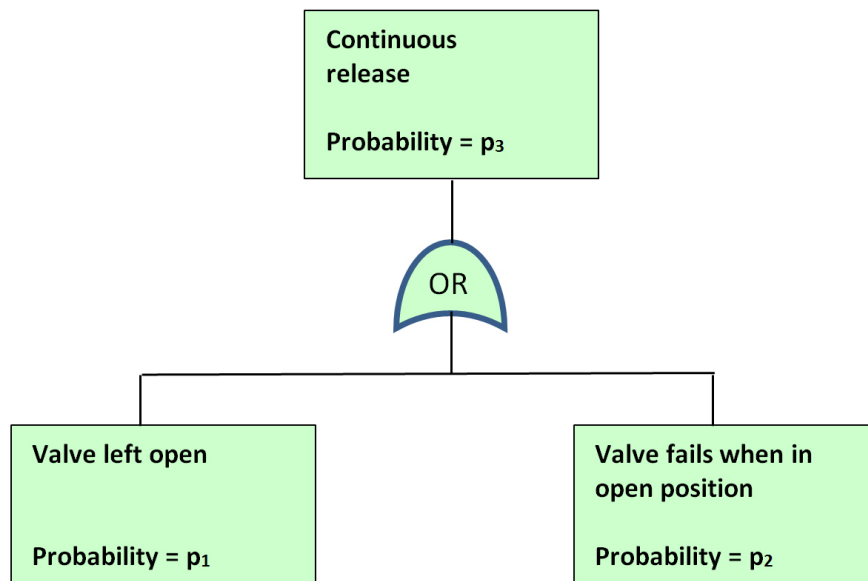 Continuous
release
Probability = p₃
OR
Valve left open
Probability = p₁
Valve fails when in
open position
Probability = p₂